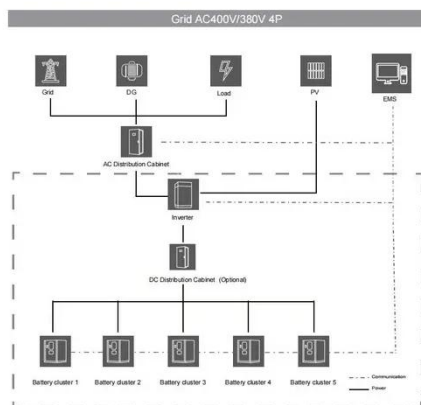 Grid AC400V/380V 4P
Grid
DG
Load
PV
EMS
AC Distribution Cabinet
Inverter
DC Distribution Cabinet (Optional)
Battery cluster 1
Battery cluster 2
Battery cluster 3
Battery cluster 4
Battery cluster 5
Communication
Power